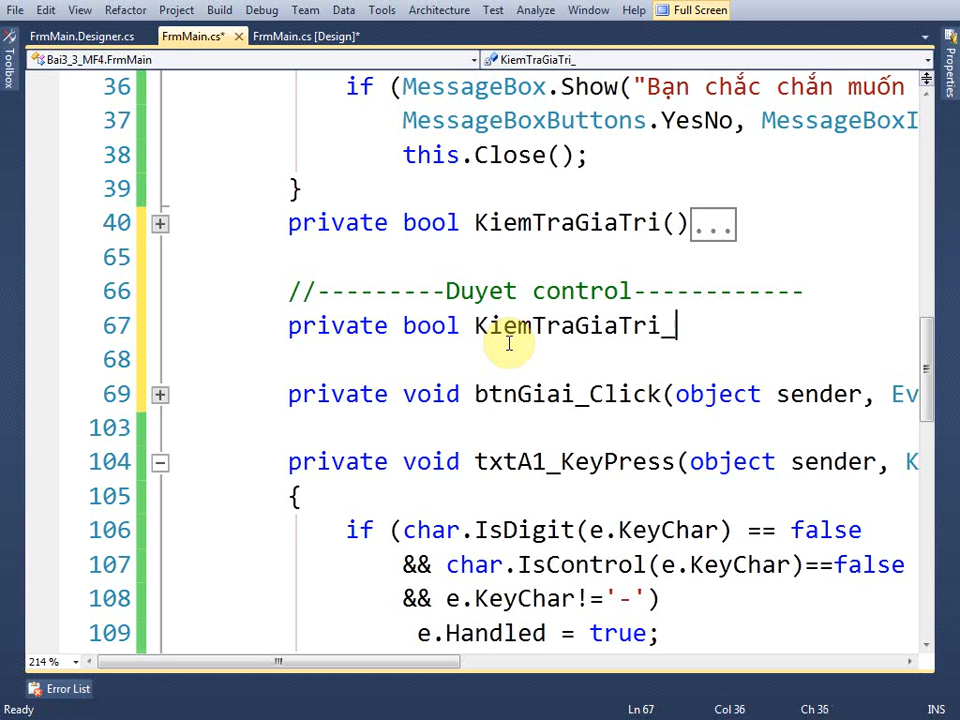 File Edit View Refactor Project Build Debug Team Data Tools Architecture Test Analyze Window Help Full Screen
FrmMain.Designer.cs FrmMain.cs* FrmMain.cs [Design]*
Toolbox
Properties
Bai3_3_MF4.FrmMain KiemTraGiaTri_
36 if (MessageBox.Show("Bạn chắc chắn muốn
37 MessageBoxButtons.YesNo, MessageBoxI
38 this.Close();
39 }
40 private bool KiemTraGiaTri()...
65
66 //---------Duyet control------------
67 private bool KiemTraGiaTri_
68
69 private void btnGiai_Click(object sender, Ev
103
104 private void txtA1_KeyPress(object sender, K
105 {
106 if (char.IsDigit(e.KeyChar) == false
107 && char.IsControl(e.KeyChar)==false
108 && e.KeyChar!='-')
109 e.Handled = true;
214 %
Error List
Ready Ln 67 Col 36 Ch 36 INS